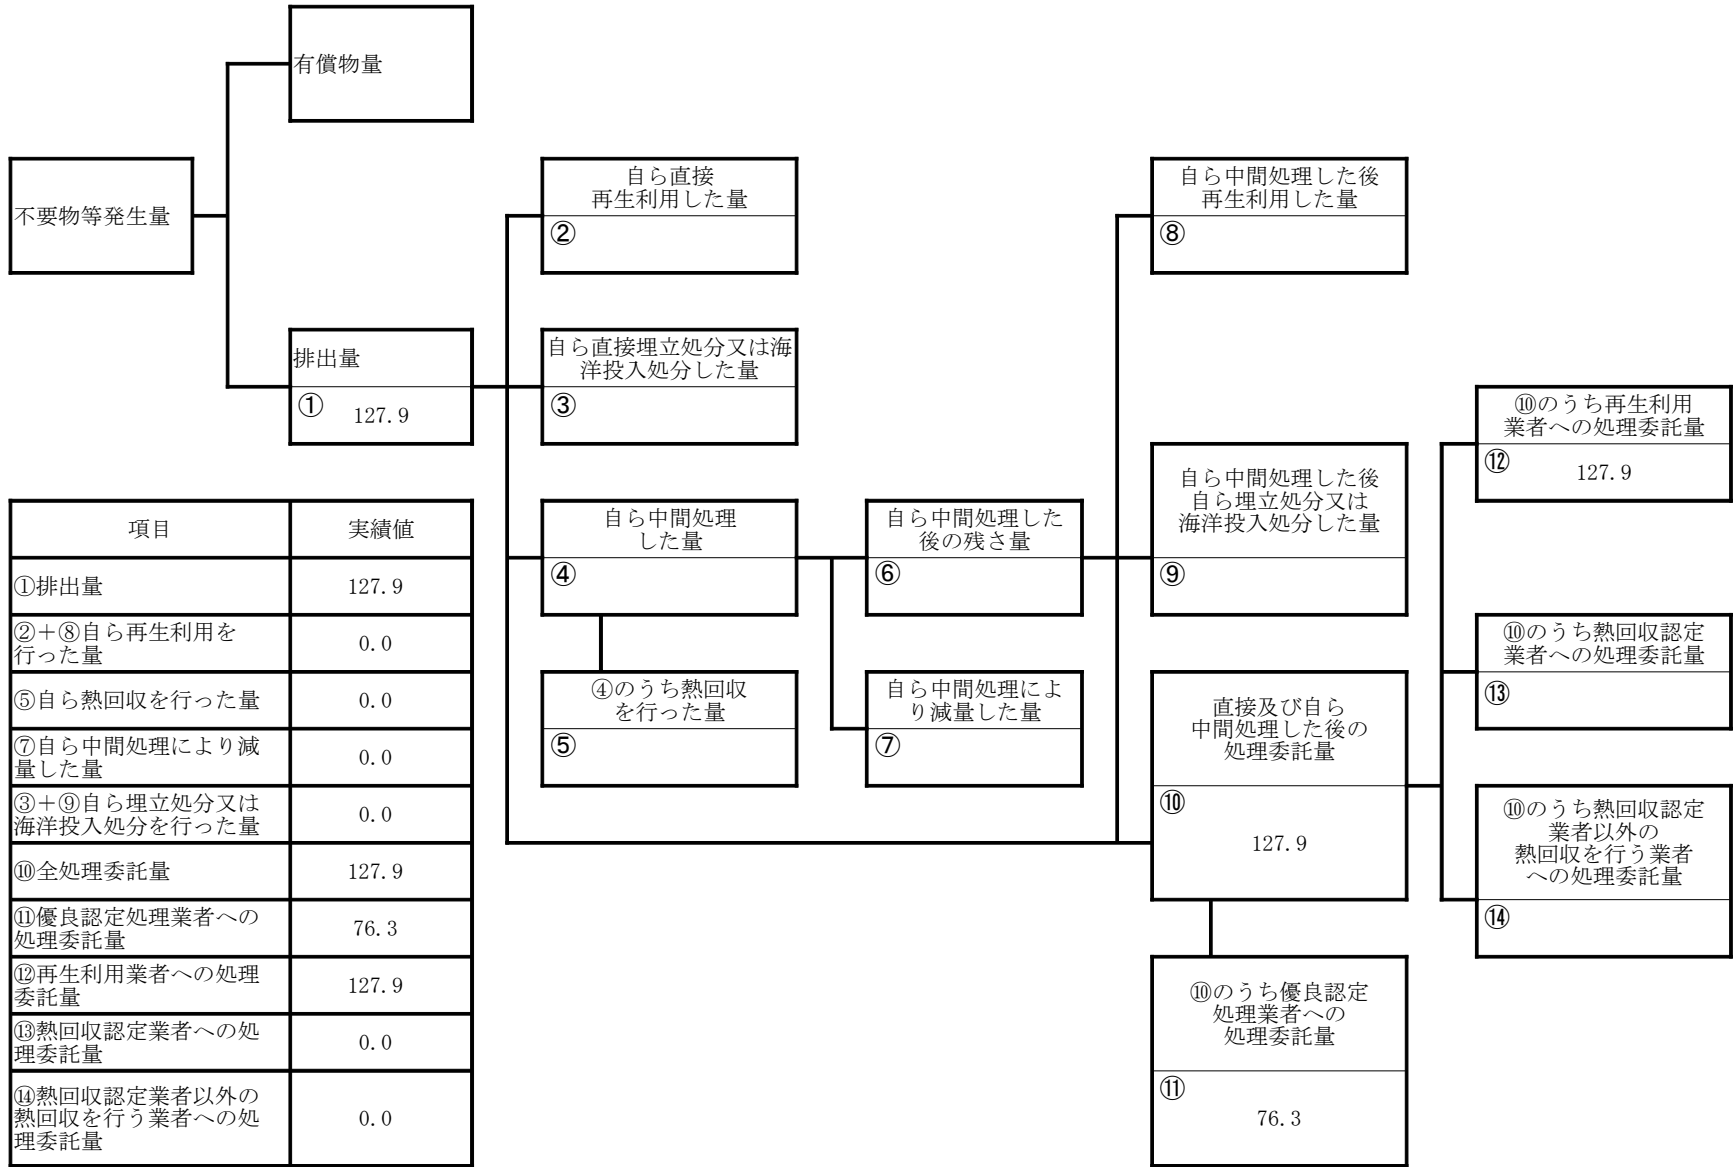 有償物量
不要物等発生量
排出量
①
127.9
自ら直接
再生利用した量
②
自ら直接埋立処分又は海
洋投入処分した量
③
自ら中間処理
した量
④
④のうち熱回収
を行った量
⑤
自ら中間処理した
後の残さ量
⑥
自ら中間処理によ
り減量した量
⑦
自ら中間処理した後
再生利用した量
⑧
自ら中間処理した後
自ら埋立処分又は
海洋投入処分した量
⑨
直接及び自ら
中間処理した後の
処理委託量
⑩
127.9
⑩のうち優良認定
処理業者への
処理委託量
⑪
76.3
⑩のうち再生利用
業者への処理委託量
⑫
127.9
⑩のうち熱回収認定
業者への処理委託量
⑬
⑩のうち熱回収認定
業者以外の
熱回収を行う業者
への処理委託量
⑭
項目 実績値
①排出量 127.9
②+⑧自ら再生利用を
行った量 0.0
⑤自ら熱回収を行った量 0.0
⑦自ら中間処理により減
量した量 0.0
③+⑨自ら埋立処分又は
海洋投入処分を行った量 0.0
⑩全処理委託量 127.9
⑪優良認定処理業者への
処理委託量 76.3
⑫再生利用業者への処理
委託量 127.9
⑬熱回収認定業者への処
理委託量 0.0
⑭熱回収認定業者以外の
熱回収を行う業者への処
理委託量 0.0